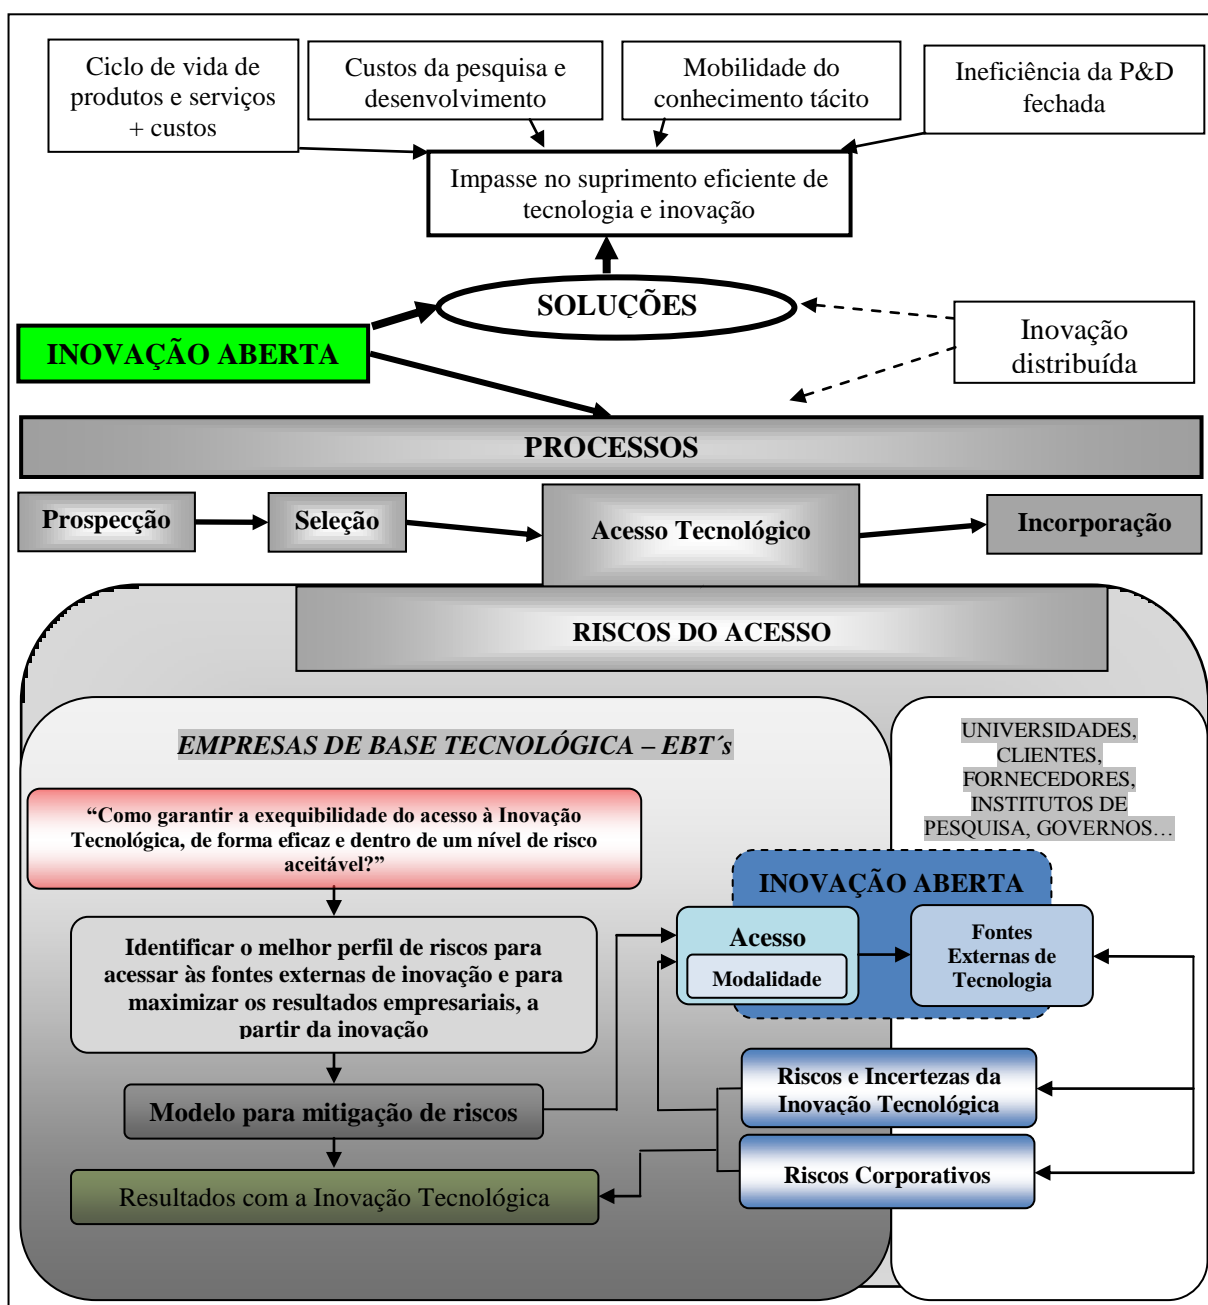 Ciclo de vida de
produtos e serviços
+ custos
Custos da pesquisa e
desenvolvimento
Mobilidade do
conhecimento tácito
Ineficiência da P&D
fechada
Impasse no suprimento eficiente de
tecnologia e inovação
SOLUÇÕES
INOVAÇÃO ABERTA
Inovação
distribuída
PROCESSOS
Prospecção
Seleção
Acesso Tecnológico
Incorporação
RISCOS DO ACESSO
EMPRESAS DE BASE TECNOLÓGICA – EBT´s
UNIVERSIDADES,
CLIENTES,
FORNECEDORES,
INSTITUTOS DE
PESQUISA, GOVERNOS…
“Como garantir a exequibilidade do acesso à Inovação
Tecnológica, de forma eficaz e dentro de um nível de risco
aceitável?”
Identificar o melhor perfil de riscos para
acessar às fontes externas de inovação e para
maximizar os resultados empresariais, a
partir da inovação
Modelo para mitigação de riscos
Resultados com a Inovação Tecnológica
INOVAÇÃO ABERTA
Acesso
Modalidade
Fontes
Externas de
Tecnologia
Riscos e Incertezas da
Inovação Tecnológica
Riscos Corporativos